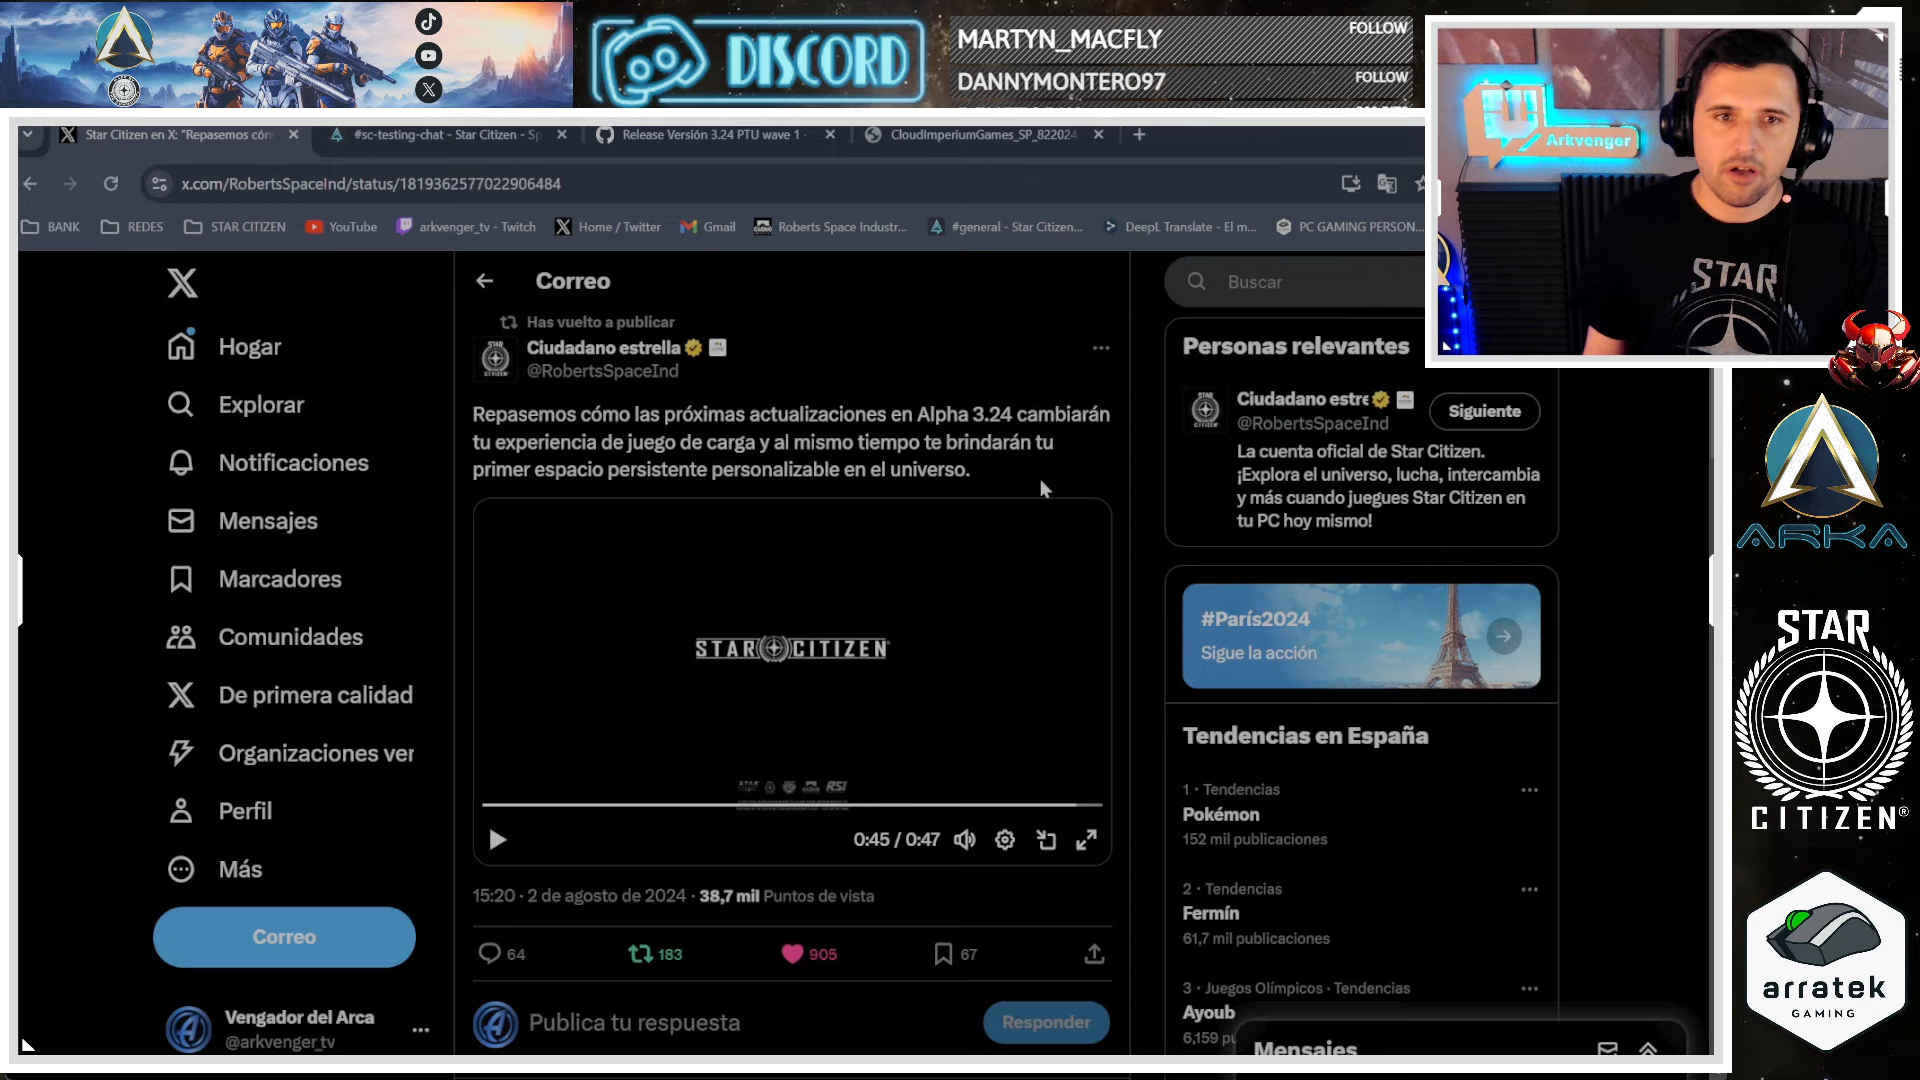 DISCORD
MARTYN_MACFLY
FOLLOW
DANNYMONTERO97
FOLLOW
Arkvenger
STAR
Star Citizen en X: "Repasemos cóm
#sc-testing-chat - Star Citizen - Sp
Release Versión 3.24 PTU wave 1 -
CloudImperiumGames_SP_822024
x.com/RobertsSpaceInd/status/1819362577022906484
BANK
REDES
STAR CITIZEN
YouTube
arkvenger_tv - Twitch
Home / Twitter
Gmail
Roberts Space Industr...
#general - Star Citizen...
DeepL Translate - El m...
PC GAMING PERSON...
Hogar
Explorar
Notificaciones
Mensajes
Marcadores
Comunidades
De primera calidad
Organizaciones ver
Perfil
Más
Correo
Vengador del Arca
@arkvenger_tv
Correo
Has vuelto a publicar
Ciudadano estrella
@RobertsSpaceInd
Repasemos cómo las próximas actualizaciones en Alpha 3.24 cambiarán
tu experiencia de juego de carga y al mismo tiempo te brindarán tu
primer espacio persistente personalizable en el universo.
STAR CITIZEN
RSI
0:45 / 0:47
15:20 · 2 de agosto de 2024 · 38,7 mil Puntos de vista
64
183
905
67
Publica tu respuesta
Responder
Buscar
Personas relevantes
Ciudadano estre
Siguiente
@RobertsSpaceInd
La cuenta oficial de Star Citizen.
¡Explora el universo, lucha, intercambia
y más cuando juegues Star Citizen en
tu PC hoy mismo!
#París2024
Sigue la acción
Tendencias en España
1 · Tendencias
Pokémon
152 mil publicaciones
2 · Tendencias
Fermín
61,7 mil publicaciones
3 · Juegos Olímpicos · Tendencias
Ayoub
6,159
Mensajes
ARKA
STAR
CITIZEN®
arratek
GAMING